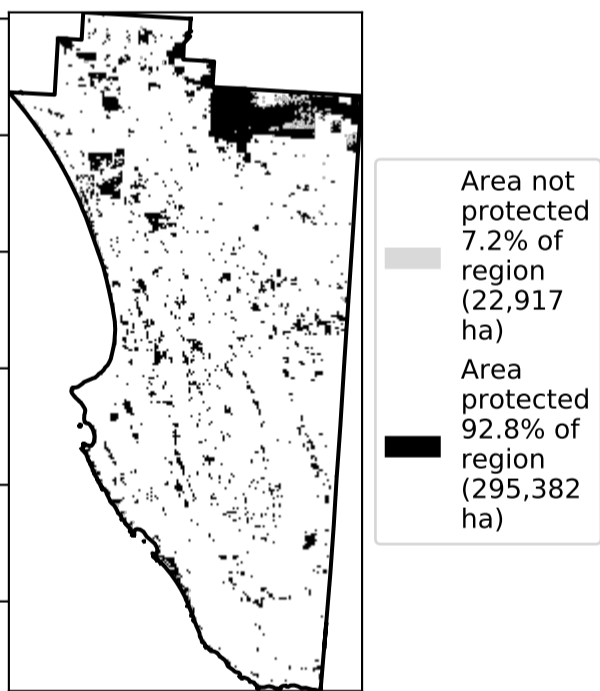 Area not
protected
7.2% of
region
(22,917
ha)
Area
protected
92.8% of
region
(295,382
ha)